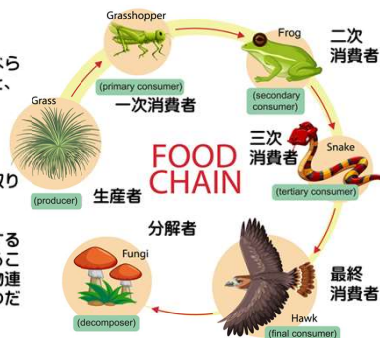 Grasshopper
(primary consumer)
一次消費者
Frog
(secondary
consumer)
二次
消費者
Snake
(tertiary consumer)
三次
消費者
Hawk
(final consumer)
最終
消費者
Fungi
(decomposer)
分解者
Grass
(producer)
生産者
FOOD
CHAIN